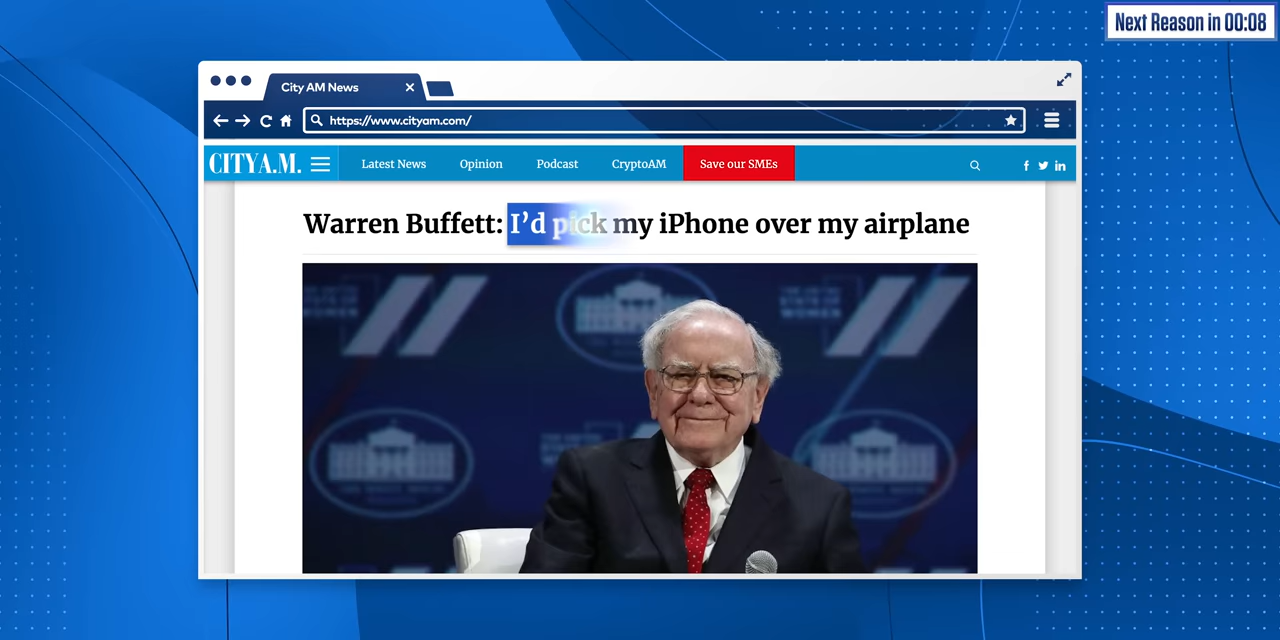 Next Reason in 00:08
City AM News
https://www.cityam.com/
CITYA.M.
Latest News
Opinion
Podcast
CryptoAM
Save our SMEs
Warren Buffett: I’d pick my iPhone over my airplane